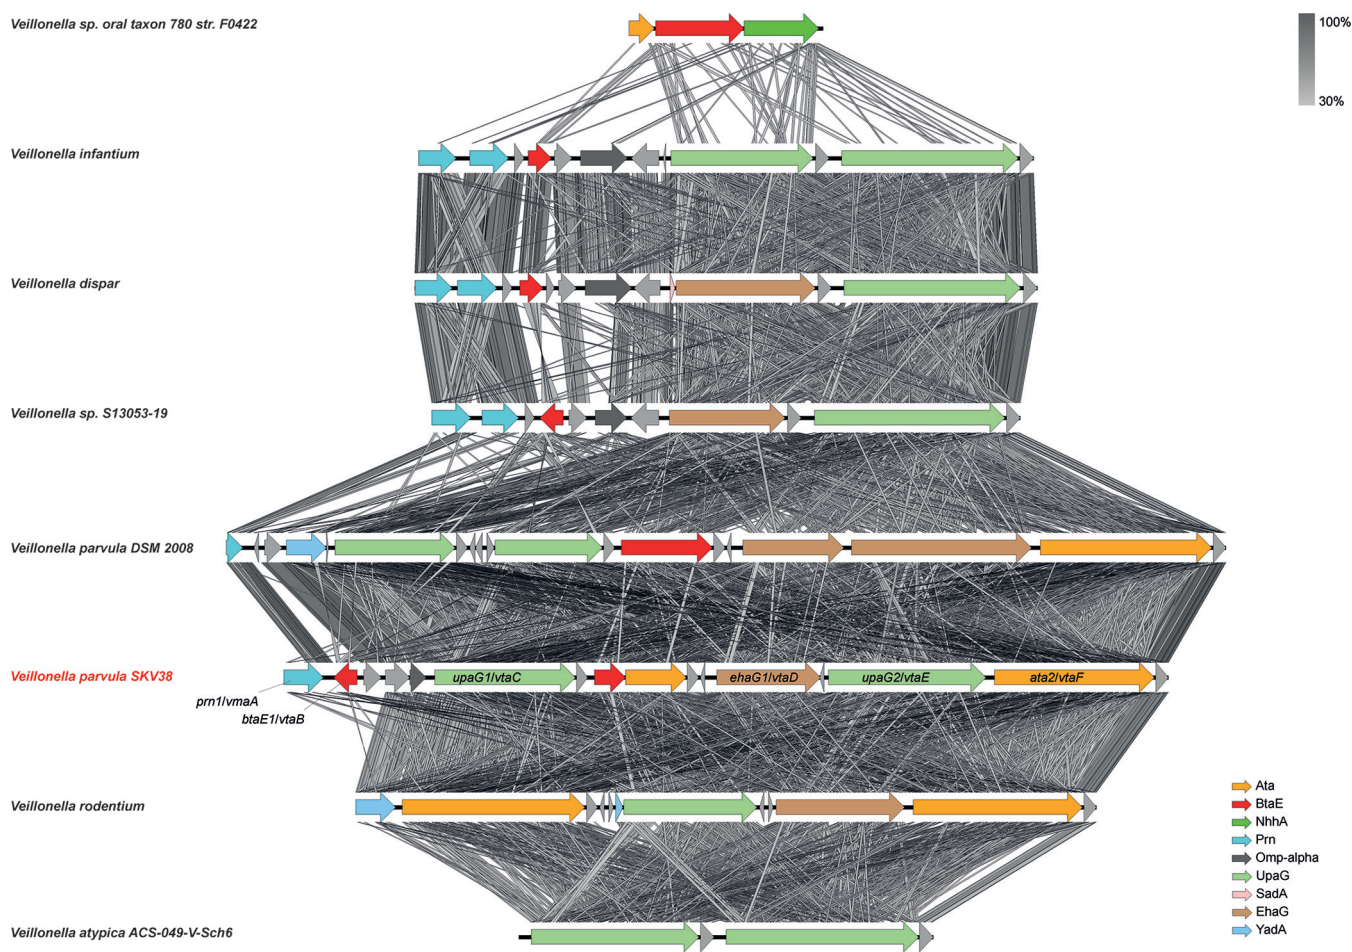 Veillonella sp. oral taxon 780 str. F0422
100%
30%
Veillonella infantium
Veillonella dispar
Veillonella sp. S13053-19
Veillonella parvula DSM 2008
Veillonella parvula SKV38
upaG1/vtaC
ehaG1/vtaD
upaG2/vtaE
ata2/vtaF
prn1/vmaA
btaE1/vtaB
Veillonella rodentium
Veillonella atypica ACS-049-V-Sch6
Ata
BtaE
NhhA
Prn
Omp-alpha
UpaG
SadA
EhaG
YadA